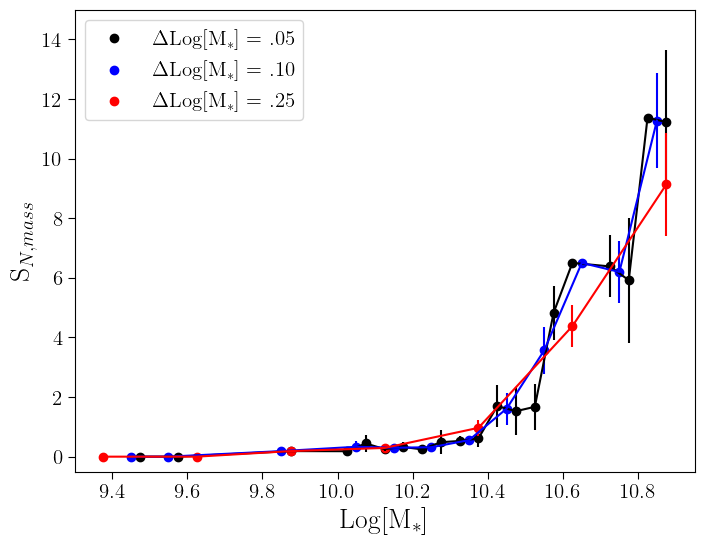 ΔLog[M*] = .05
ΔLog[M*] = .10
ΔLog[M*] = .25
14
12
10
8
6
4
2
0
S_{N,mass}
9.4 9.6 9.8 10.0 10.2 10.4 10.6 10.8
Log[M*]